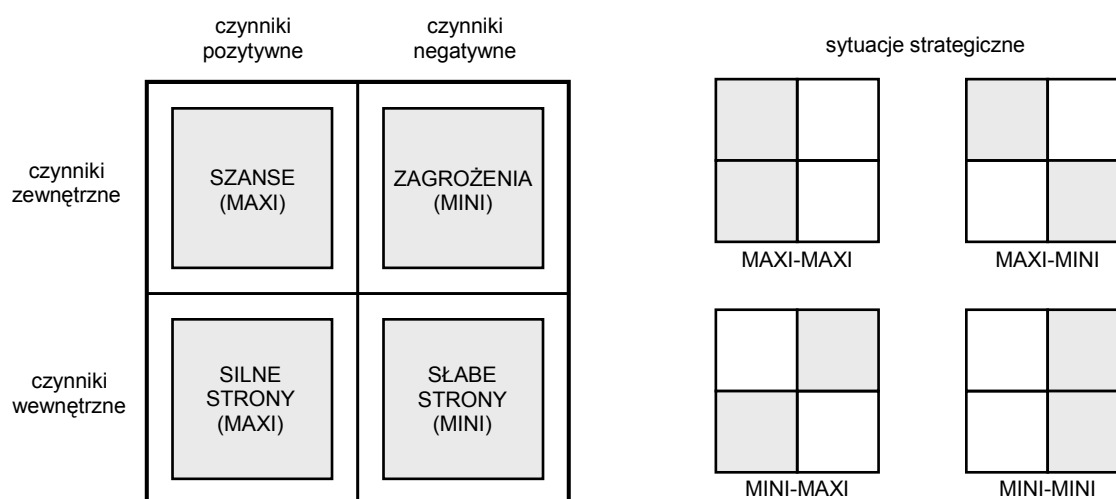 czynniki
pozytywne
czynniki
negatywne
sytuacje strategiczne
czynniki
zewnętrzne
SZANSE
(MAXI)
ZAGROŻENIA
(MINI)
MAXI-MAXI
MAXI-MINI
czynniki
wewnętrzne
SILNE
STRONY
(MAXI)
SŁABE
STRONY
(MINI)
MINI-MAXI
MINI-MINI